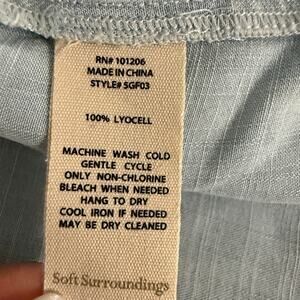 RN# 101206
MADE IN CHINA
STYLE# 5GF03
100% LYOCELL
MACHINE WASH COLD
GENTLE CYCLE
ONLY NON-CHLORINE
BLEACH WHEN NEEDED
HANG TO DRY
COOL IRON IF NEEDED
MAY BE DRY CLEANED
Soft Surroundings